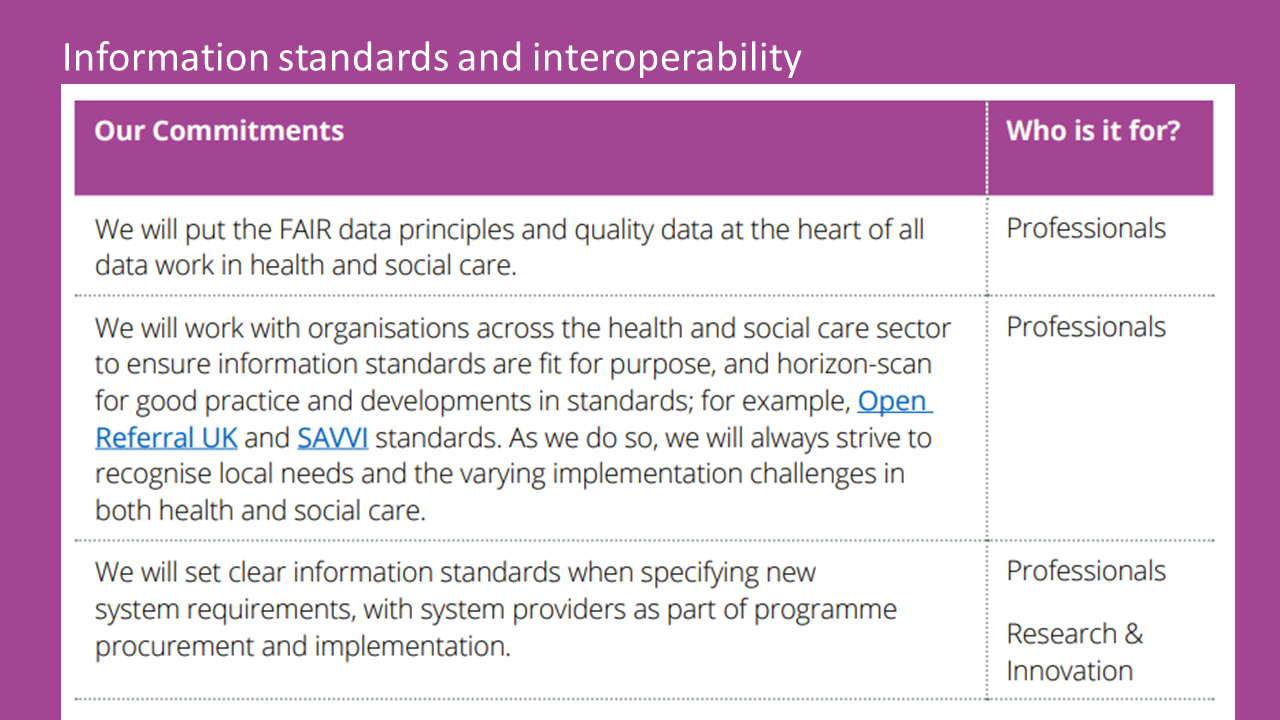 Information standards and interoperability
Our Commitments
Who is it for?
We will put the FAIR data principles and quality data at the heart of all
data work in health and social care.
Professionals
We will work with organisations across the health and social care sector
to ensure information standards are fit for purpose, and horizon-scan
for good practice and developments in standards; for example, Open
Referral UK and SAVVI standards. As we do so, we will always strive to
recognise local needs and the varying implementation challenges in
both health and social care.
Professionals
We will set clear information standards when specifying new
system requirements, with system providers as part of programme
procurement and implementation.
Professionals
Research &
Innovation